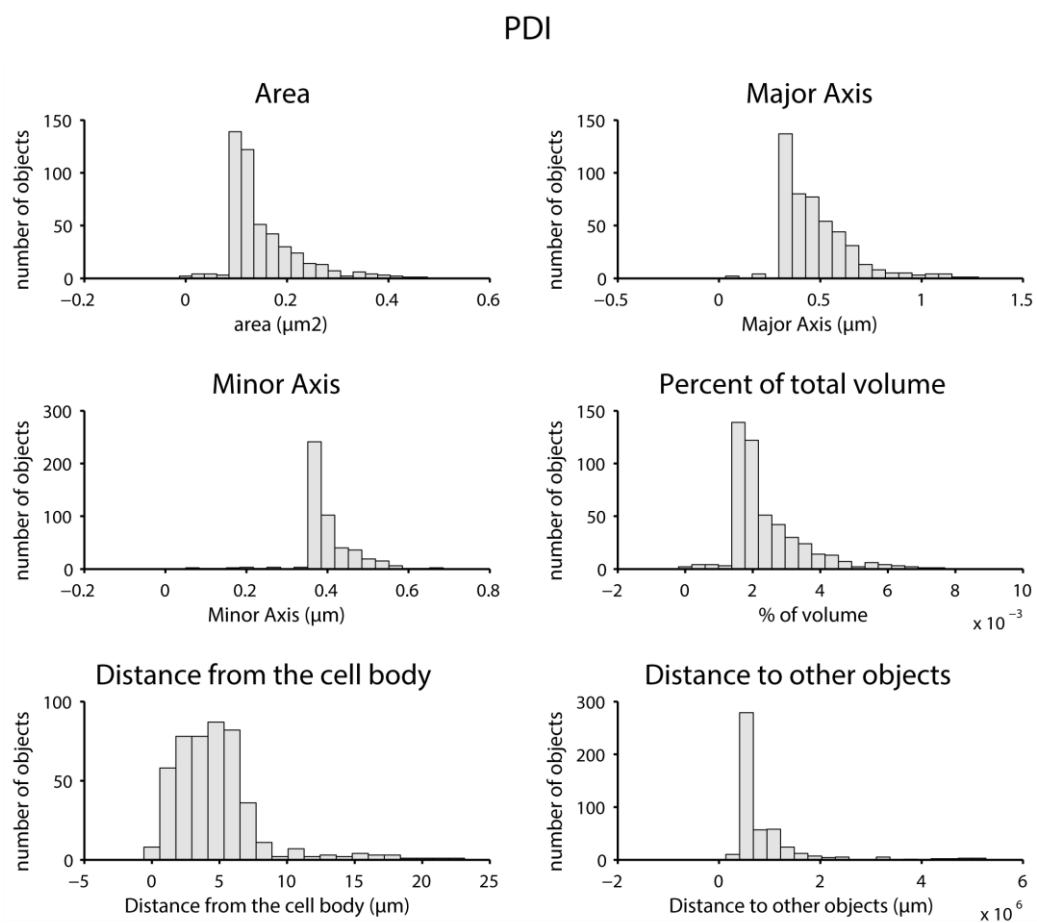 PDI
Area
number of objects
150
100
50
0
−0.2
0
0.2
0.4
0.6
area (μm2)
Major Axis
number of objects
150
100
50
0
−0.5
0
0.5
1
1.5
Major Axis (μm)
Minor Axis
number of objects
300
200
100
0
−0.2
0
0.2
0.4
0.6
0.8
Minor Axis (μm)
Percent of total volume
number of objects
150
100
50
0
−2
0
2
4
6
8
10
% of volume
x 10 −3
Distance from the cell body
number of objects
100
50
0
−5
0
5
10
15
20
25
Distance from the cell body (μm)
Distance to other objects
number of objects
300
200
100
0
−2
0
2
4
6
Distance to other objects (μm)
x 10 6